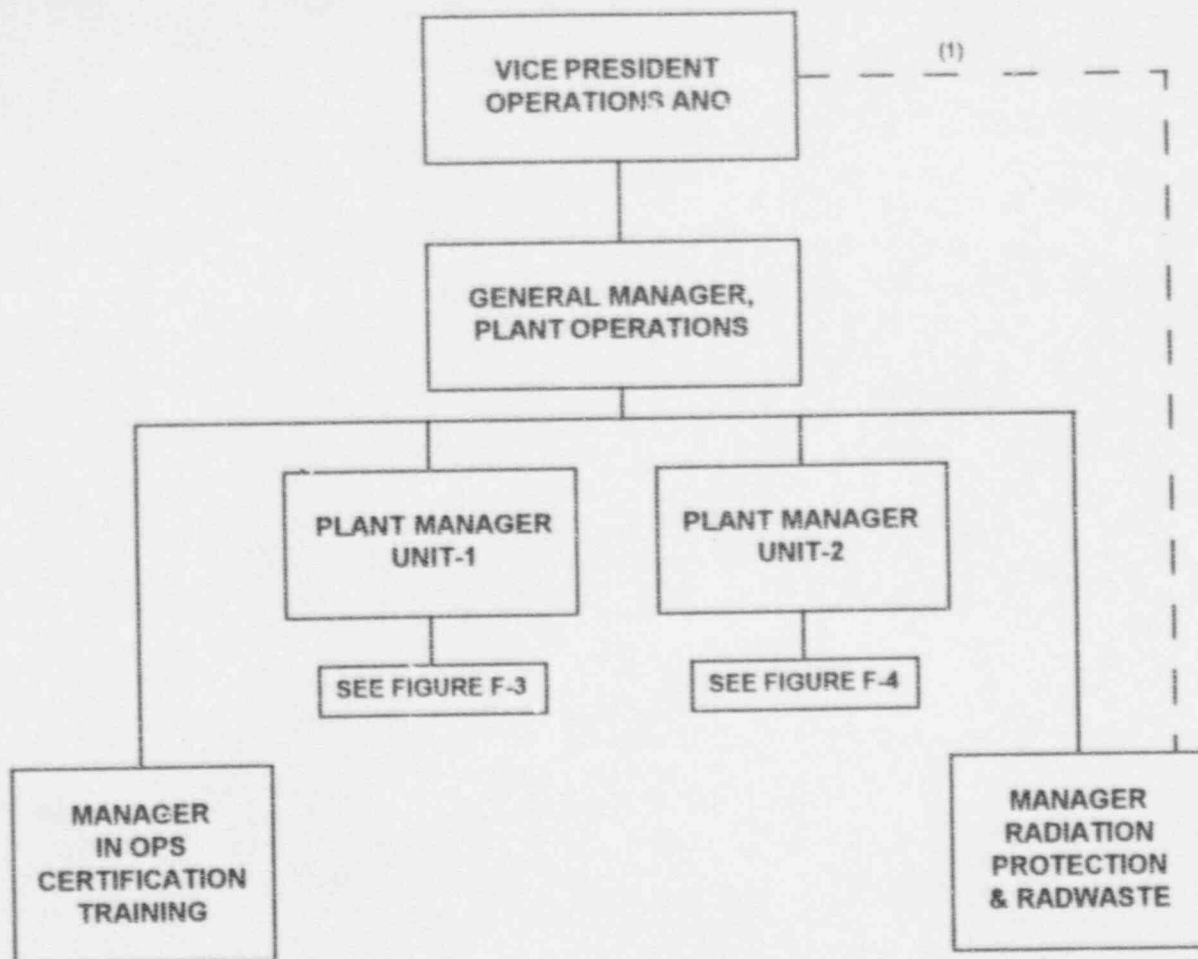 VICE PRESIDENT
OPERATIONS ANO
(1)
GENERAL MANAGER,
PLANT OPERATIONS
PLANT MANAGER
UNIT-1
PLANT MANAGER
UNIT-2
SEE FIGURE F-3
SEE FIGURE F-4
MANAGER
IN OPS
CERTIFICATION
TRAINING
MANAGER
RADIATION
PROTECTION
& RADWASTE